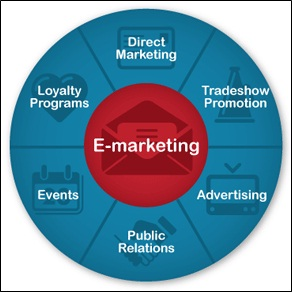 Direct
Marketing
Loyalty
Programs
Tradeshow
Promotion
E-marketing
Events
Advertising
Public
Relations